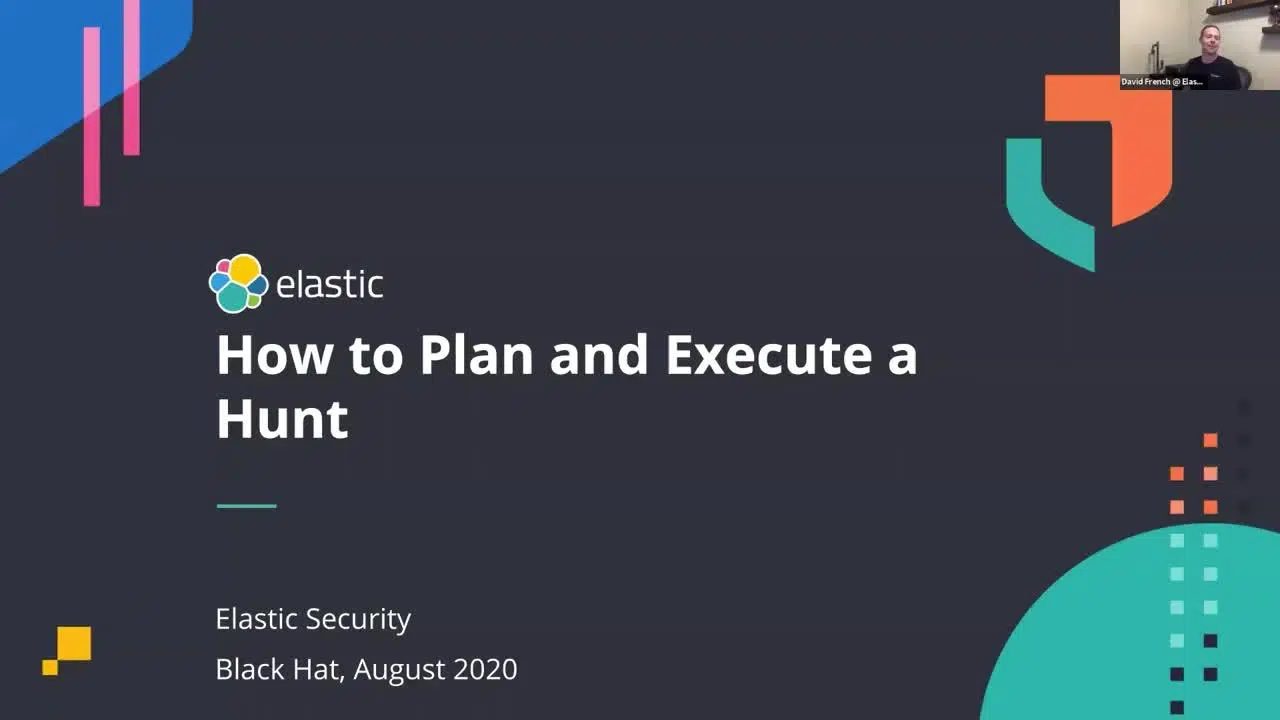 David French @ Elas...
elastic
How to Plan and Execute a
Hunt
Elastic Security
Black Hat, August 2020